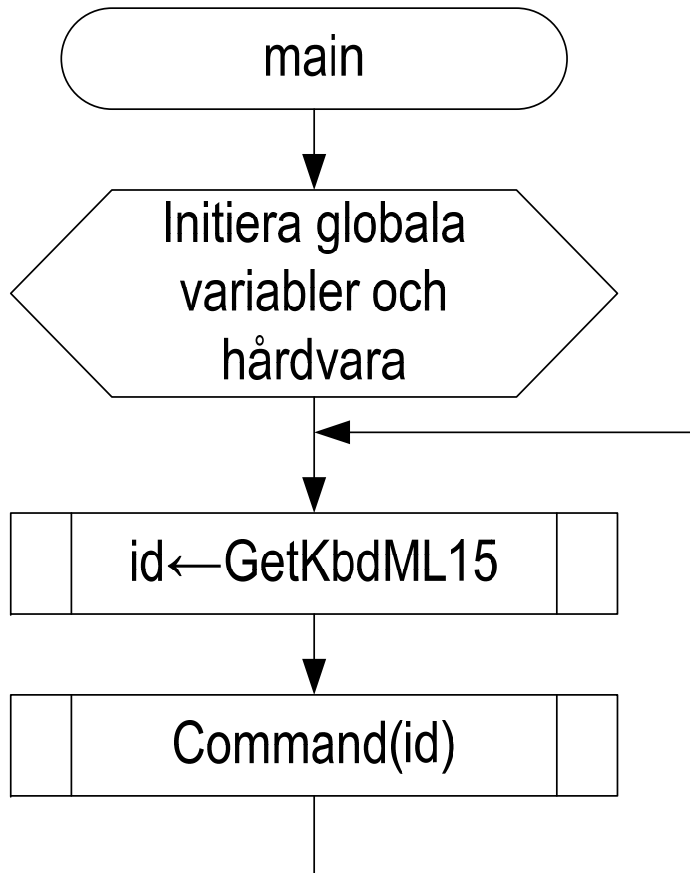 main
Initiera globala
variabler och
hårdvara
id←GetKbdML15
Command(id)